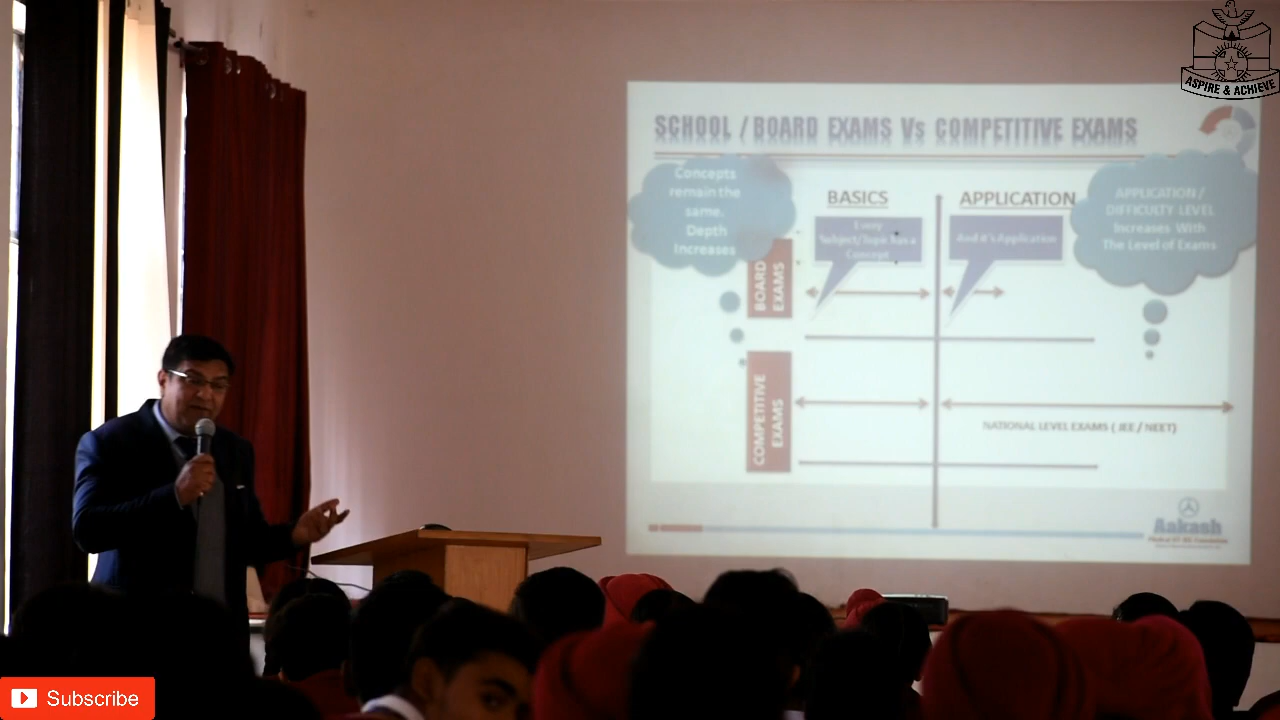 ASPIRE & ACHIEVE
SCHOOL / BOARD EXAMS Vs COMPETITIVE EXAMS
Concepts
remain the
same.
Depth
Increases
BASICS
APPLICATION
APPLICATION /
DIFFICULTY LEVEL
Increases With
The Level of Exams
Every
Subject/Topic has a
Concept
And it's Application
BOARD
EXAMS
COMPETITIVE
EXAMS
NATIONAL LEVEL EXAMS ( JEE / NEET)
Aakash
Subscribe